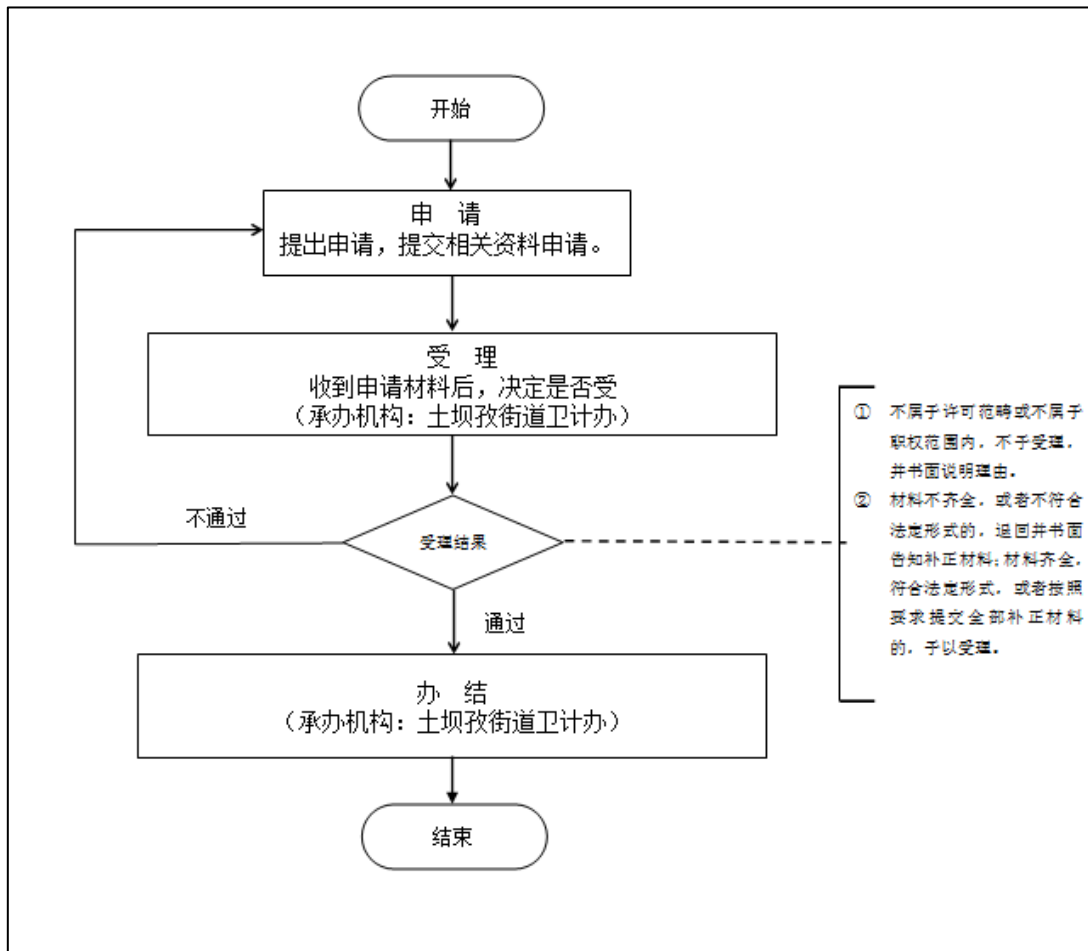 开始
申 请
提出申请，提交相关资料申请。
受 理
收到申请材料后，决定是否受
（承办机构：土坝孜街道卫计办）
不通过
受理结果
通过
办 结
（承办机构：土坝孜街道卫计办）
结束
① 不属于许可范畴或不属于
职权范围内，不予受理，
并书面说明理由。
② 材料不齐全，或者不符合
法定形式的，退回并书面
告知补正材料；材料齐全，
符合法定形式，或者按照
要求提交全部补正材料
的，予以受理。